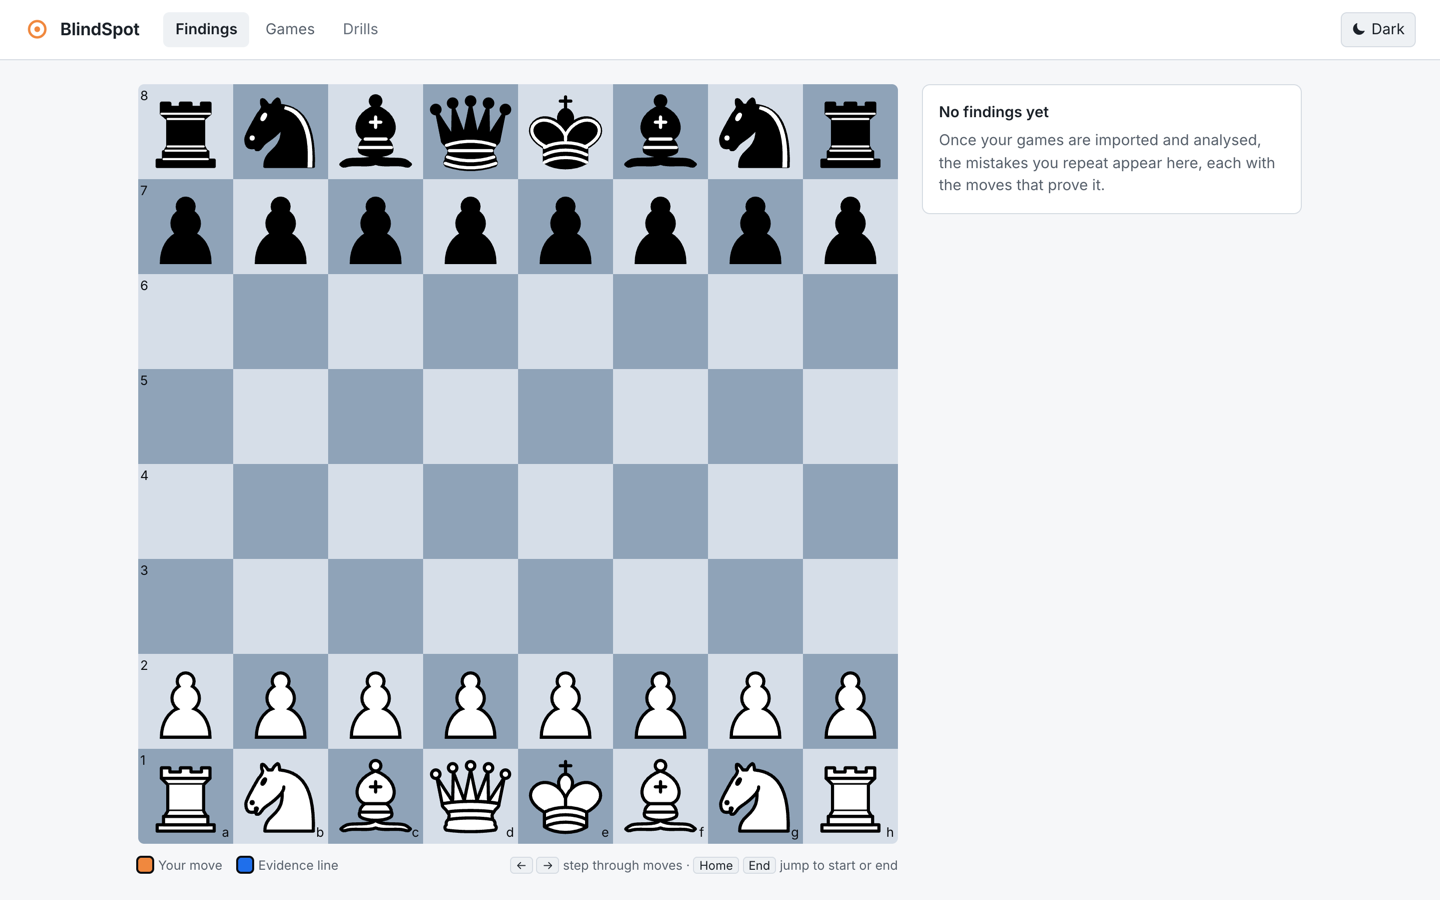 BlindSpot
Findings
Games
Drills
Dark
8
7
6
5
4
3
2
1
a
b
c
d
e
f
g
h
No findings yet
Once your games are imported and analysed,
the mistakes you repeat appear here, each with
the moves that prove it.
Your move
Evidence line
← → step through moves · Home End jump to start or end